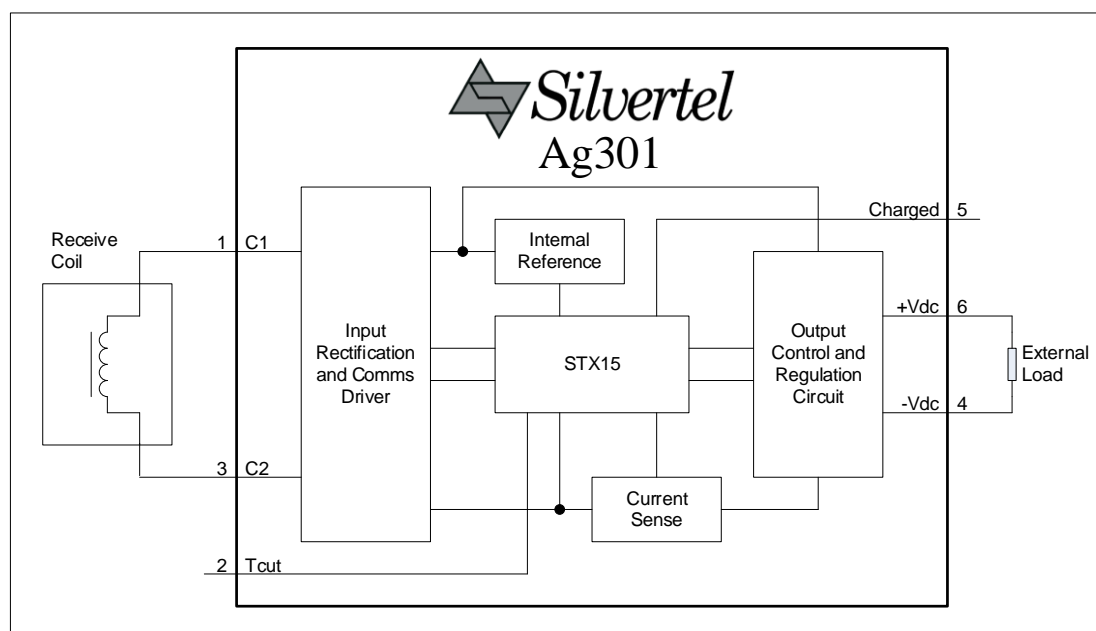 Silvertel
Ag301
Charged 5
Receive
Coil
1 C1
Internal
Reference
+Vdc 6
Input
Rectification
and Comms
Driver
STX15
Output
Control and
Regulation
Circuit
External
Load
-Vdc 4
3 C2
Current
Sense
2 Tcut